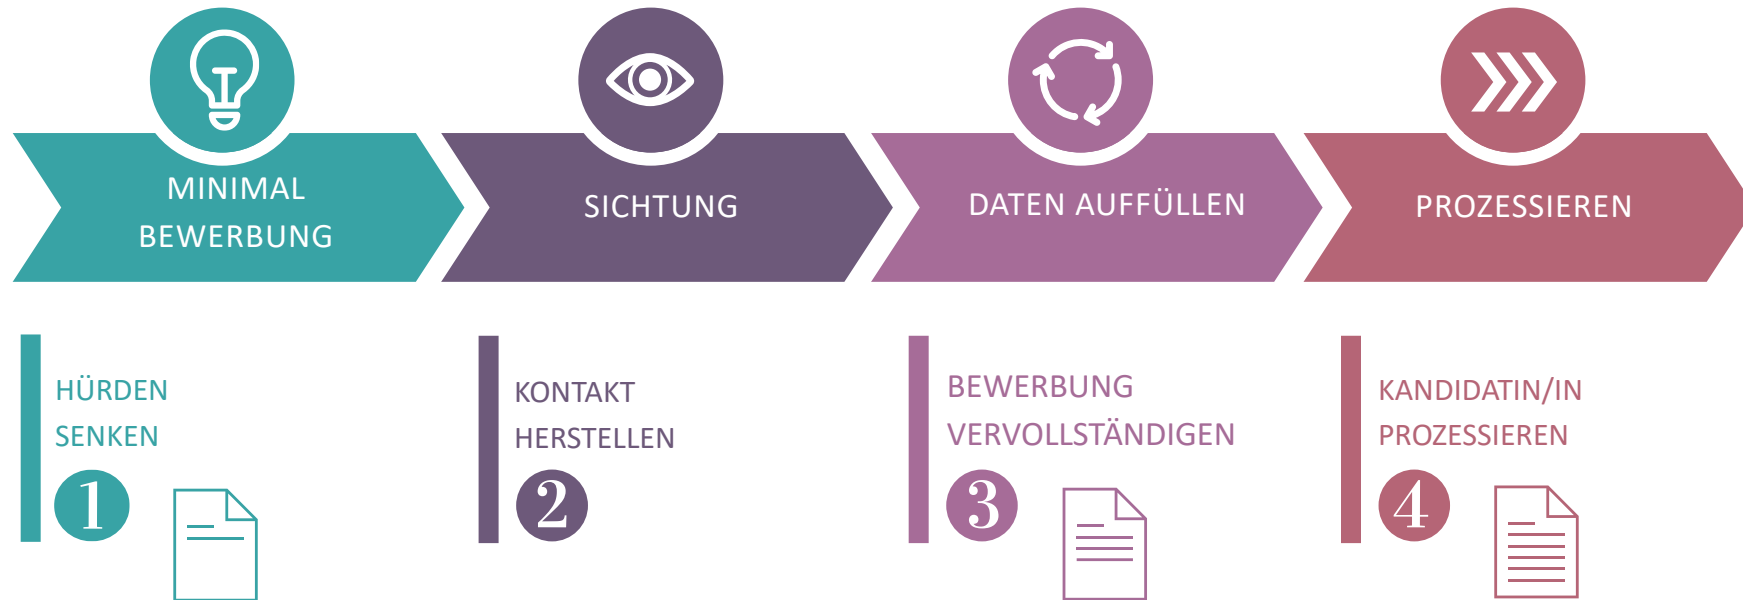 MINIMAL
BEWERBUNG
SICHTUNG
DATEN AUFFÜLLEN
PROZESSIEREN
HÜRDEN
SENKEN
1
KONTAKT
HERSTELLEN
2
BEWERBUNG
VERVOLLSTÄNDIGEN
3
KANDIDATIN/IN
PROZESSIEREN
4